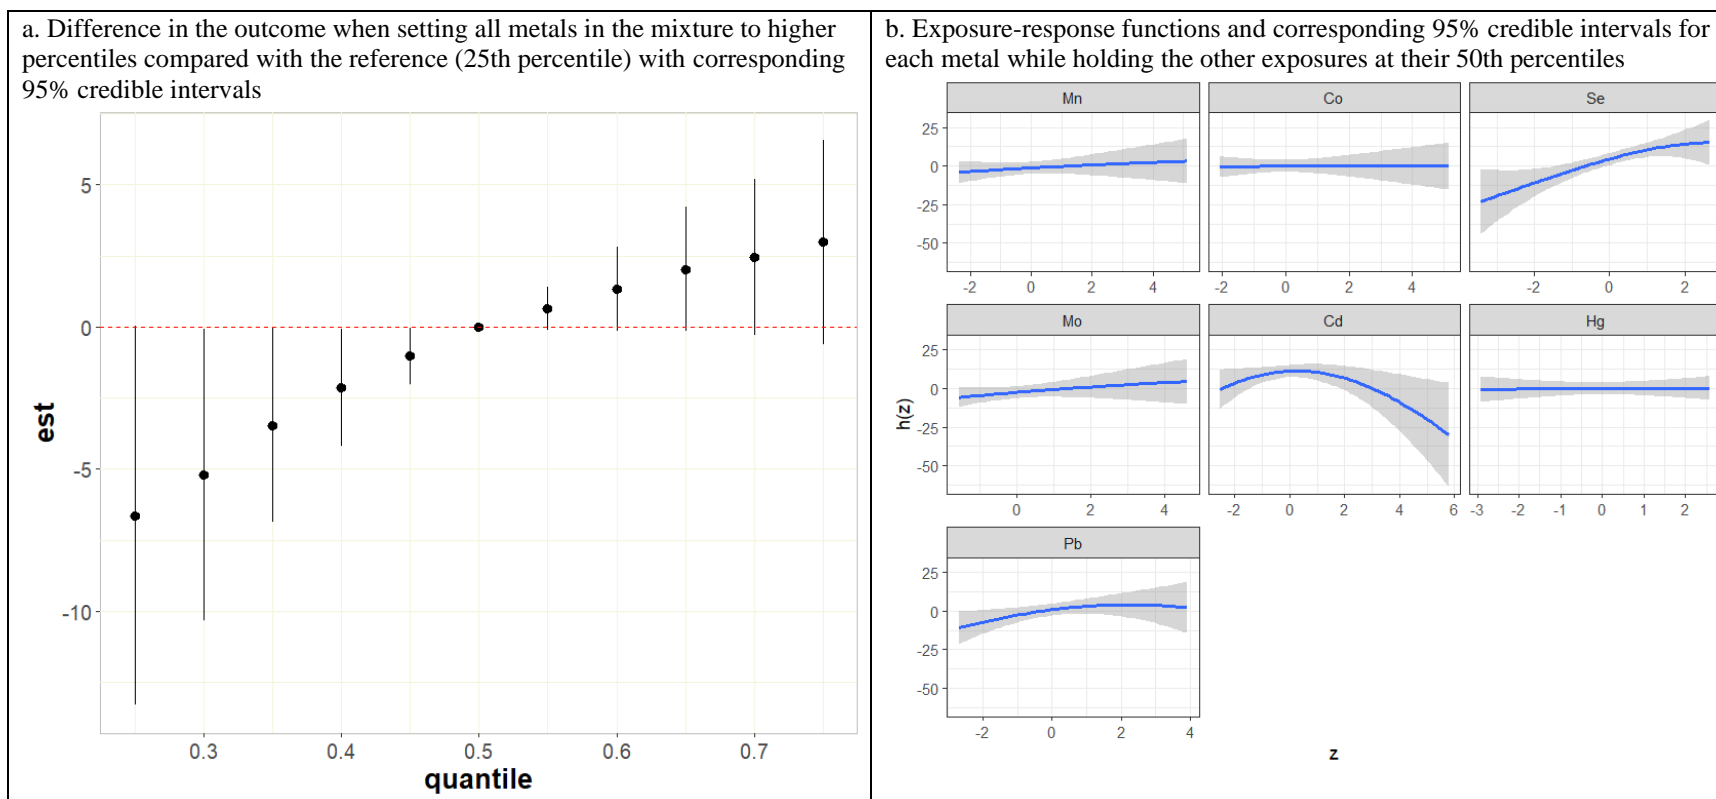 a. Difference in the outcome when setting all metals in the mixture to higher
percentiles compared with the reference (25th percentile) with corresponding
95% credible intervals
5
0
-5
-10
est
0.3 0.4 0.5 0.6 0.7
quantile
b. Exposure-response functions and corresponding 95% credible intervals for
each metal while holding the other exposures at their 50th percentiles
Mn Co Se
25
0
-25
-50
-2 0 2 4 -2 0 2 4 -2 0 2
Mo Cd Hg
25
0
-25
-50
h(z)
0 2 4 -2 0 2 4 6 -3 -2 -1 0 1 2
Pb
25
0
-25
-50
-2 0 2 4
z